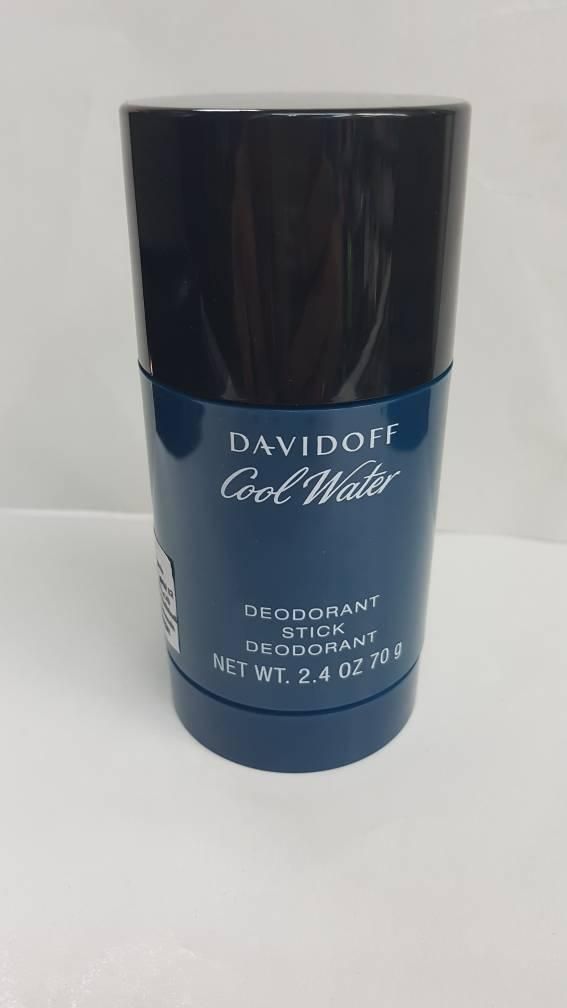 DAVIDOFF
Cool Water
DEODORANT
STICK
DEODORANT
NET WT. 2.4 OZ 70 g